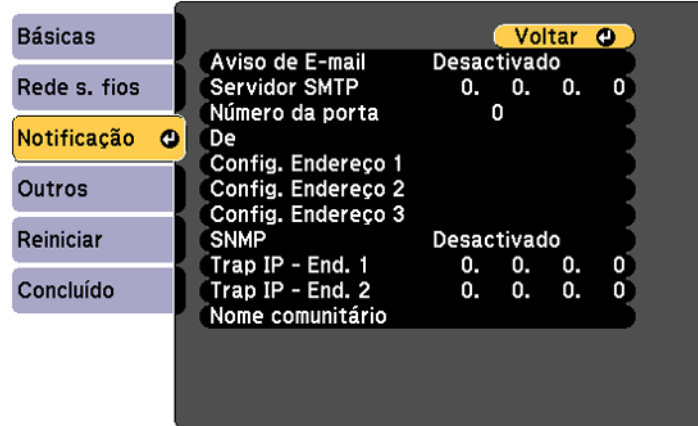 Básicas
Rede s. fios
Notificação
Outros
Reiniciar
Concluído
Voltar
Aviso de E-mail Desactivado
Servidor SMTP 0. 0. 0. 0
Número da porta 0
De
Config. Endereço 1
Config. Endereço 2
Config. Endereço 3
SNMP Desactivado
Trap IP - End. 1 0. 0. 0. 0
Trap IP - End. 2 0. 0. 0. 0
Nome comunitário